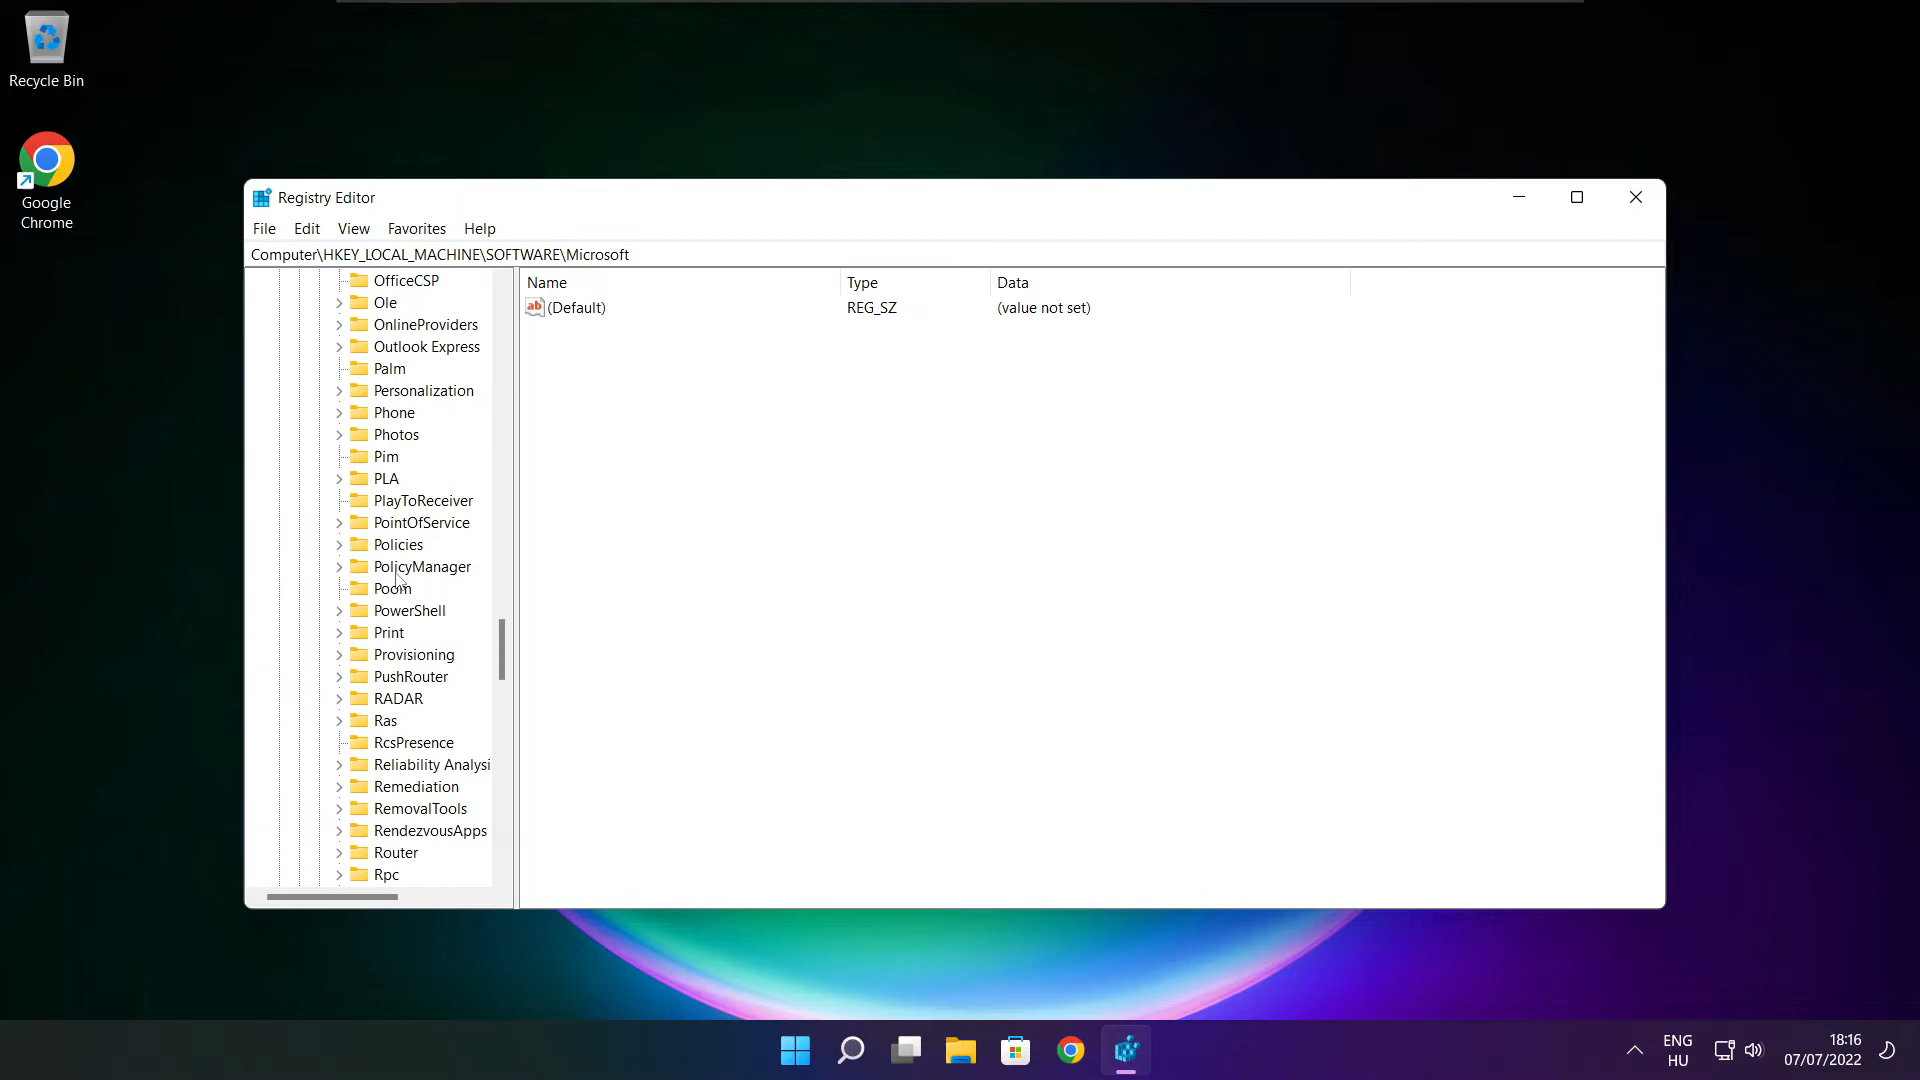 Recycle Bin
Google
Chrome
Registry Editor
File Edit View Favorites Help
Computer\HKEY_LOCAL_MACHINE\SOFTWARE\Microsoft
OfficeCSP
Ole
OnlineProviders
Outlook Express
Palm
Personalization
Phone
Photos
Pim
PLA
PlayToReceiver
PointOfService
Policies
PolicyManager
Poom
PowerShell
Print
Provisioning
PushRouter
RADAR
Ras
RcsPresence
Reliability Analysi
Remediation
RemovalTools
RendezvousApps
Router
Rpc
Name Type Data
ab (Default) REG_SZ (value not set)
ENG
HU
18:16
07/07/2022